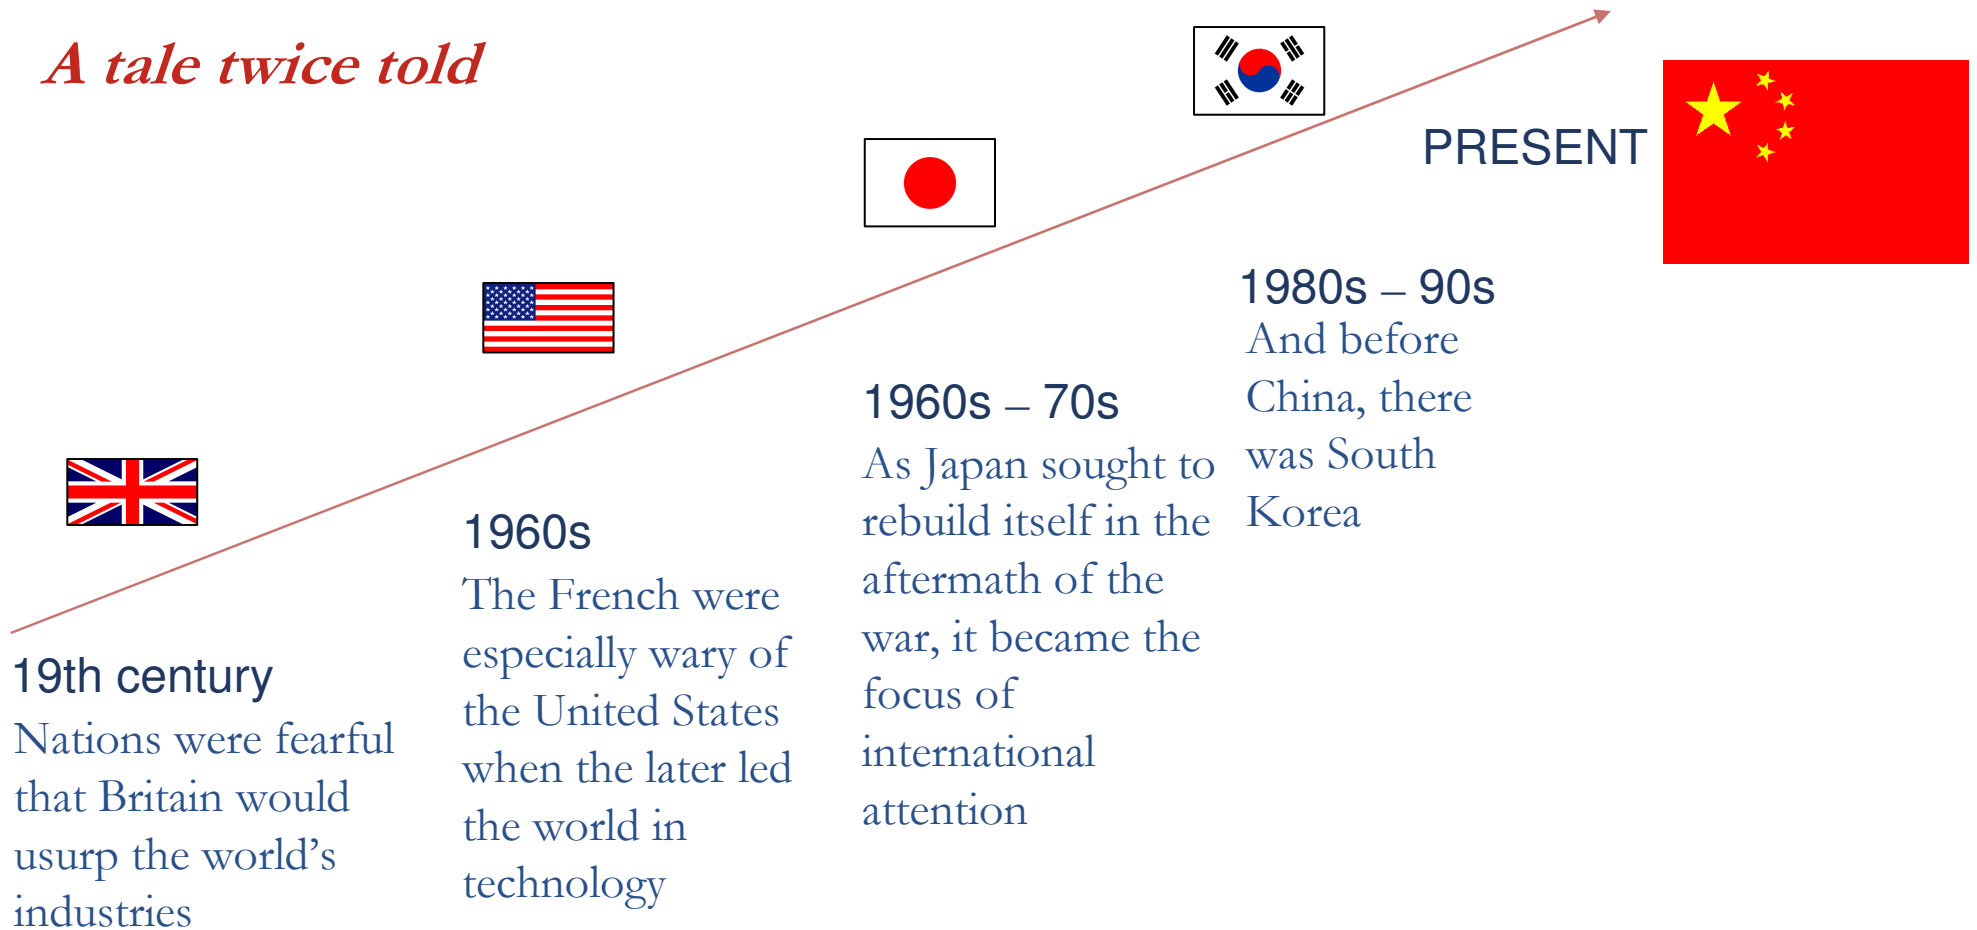 A tale twice told
PRESENT
19th century
Nations were fearful
that Britain would
usurp the world’s
industries
1960s
The French were
especially wary of
the United States
when the later led
the world in
technology
1960s – 70s
As Japan sought to
rebuild itself in the
aftermath of the
war, it became the
focus of
international
attention
1980s – 90s
And before
China, there
was South
Korea